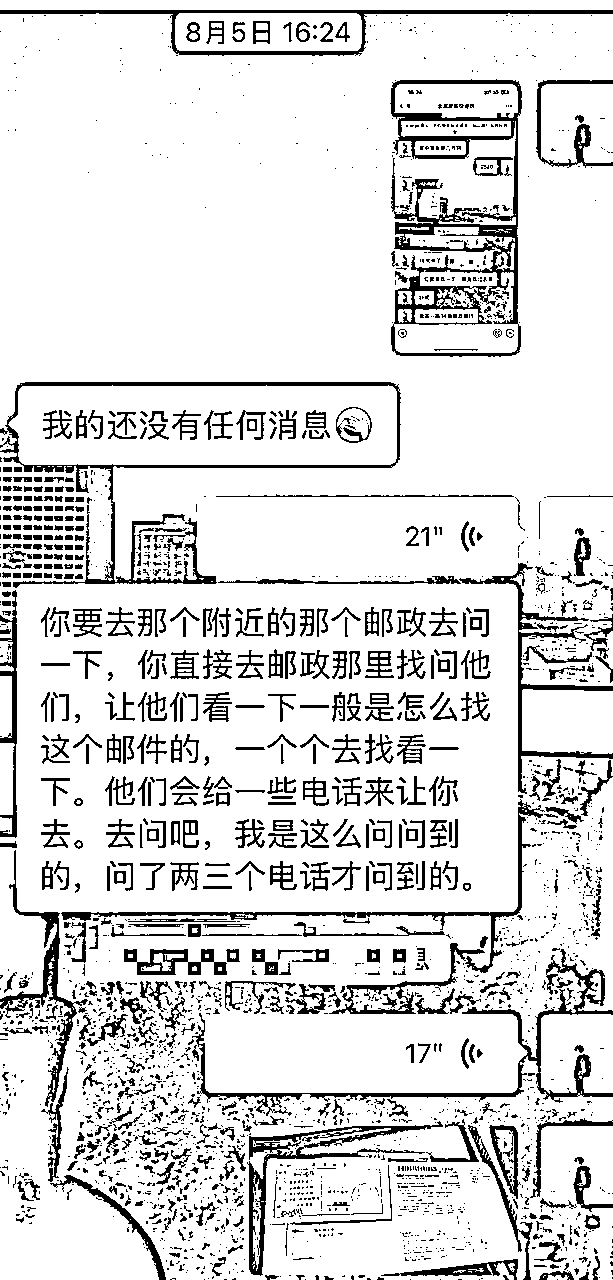 8月5日 16:24
我的还没有任何消息
21"
你要去那个附近的那个邮政去问
一下，你直接去邮政那里找问他
们，让他们看一下一般是怎么找
这个邮件的，一个个去找看一
下。他们会给一些电话来让你
去。去问吧，我是这么问问到
的，问了两三个电话才问到的。
17"